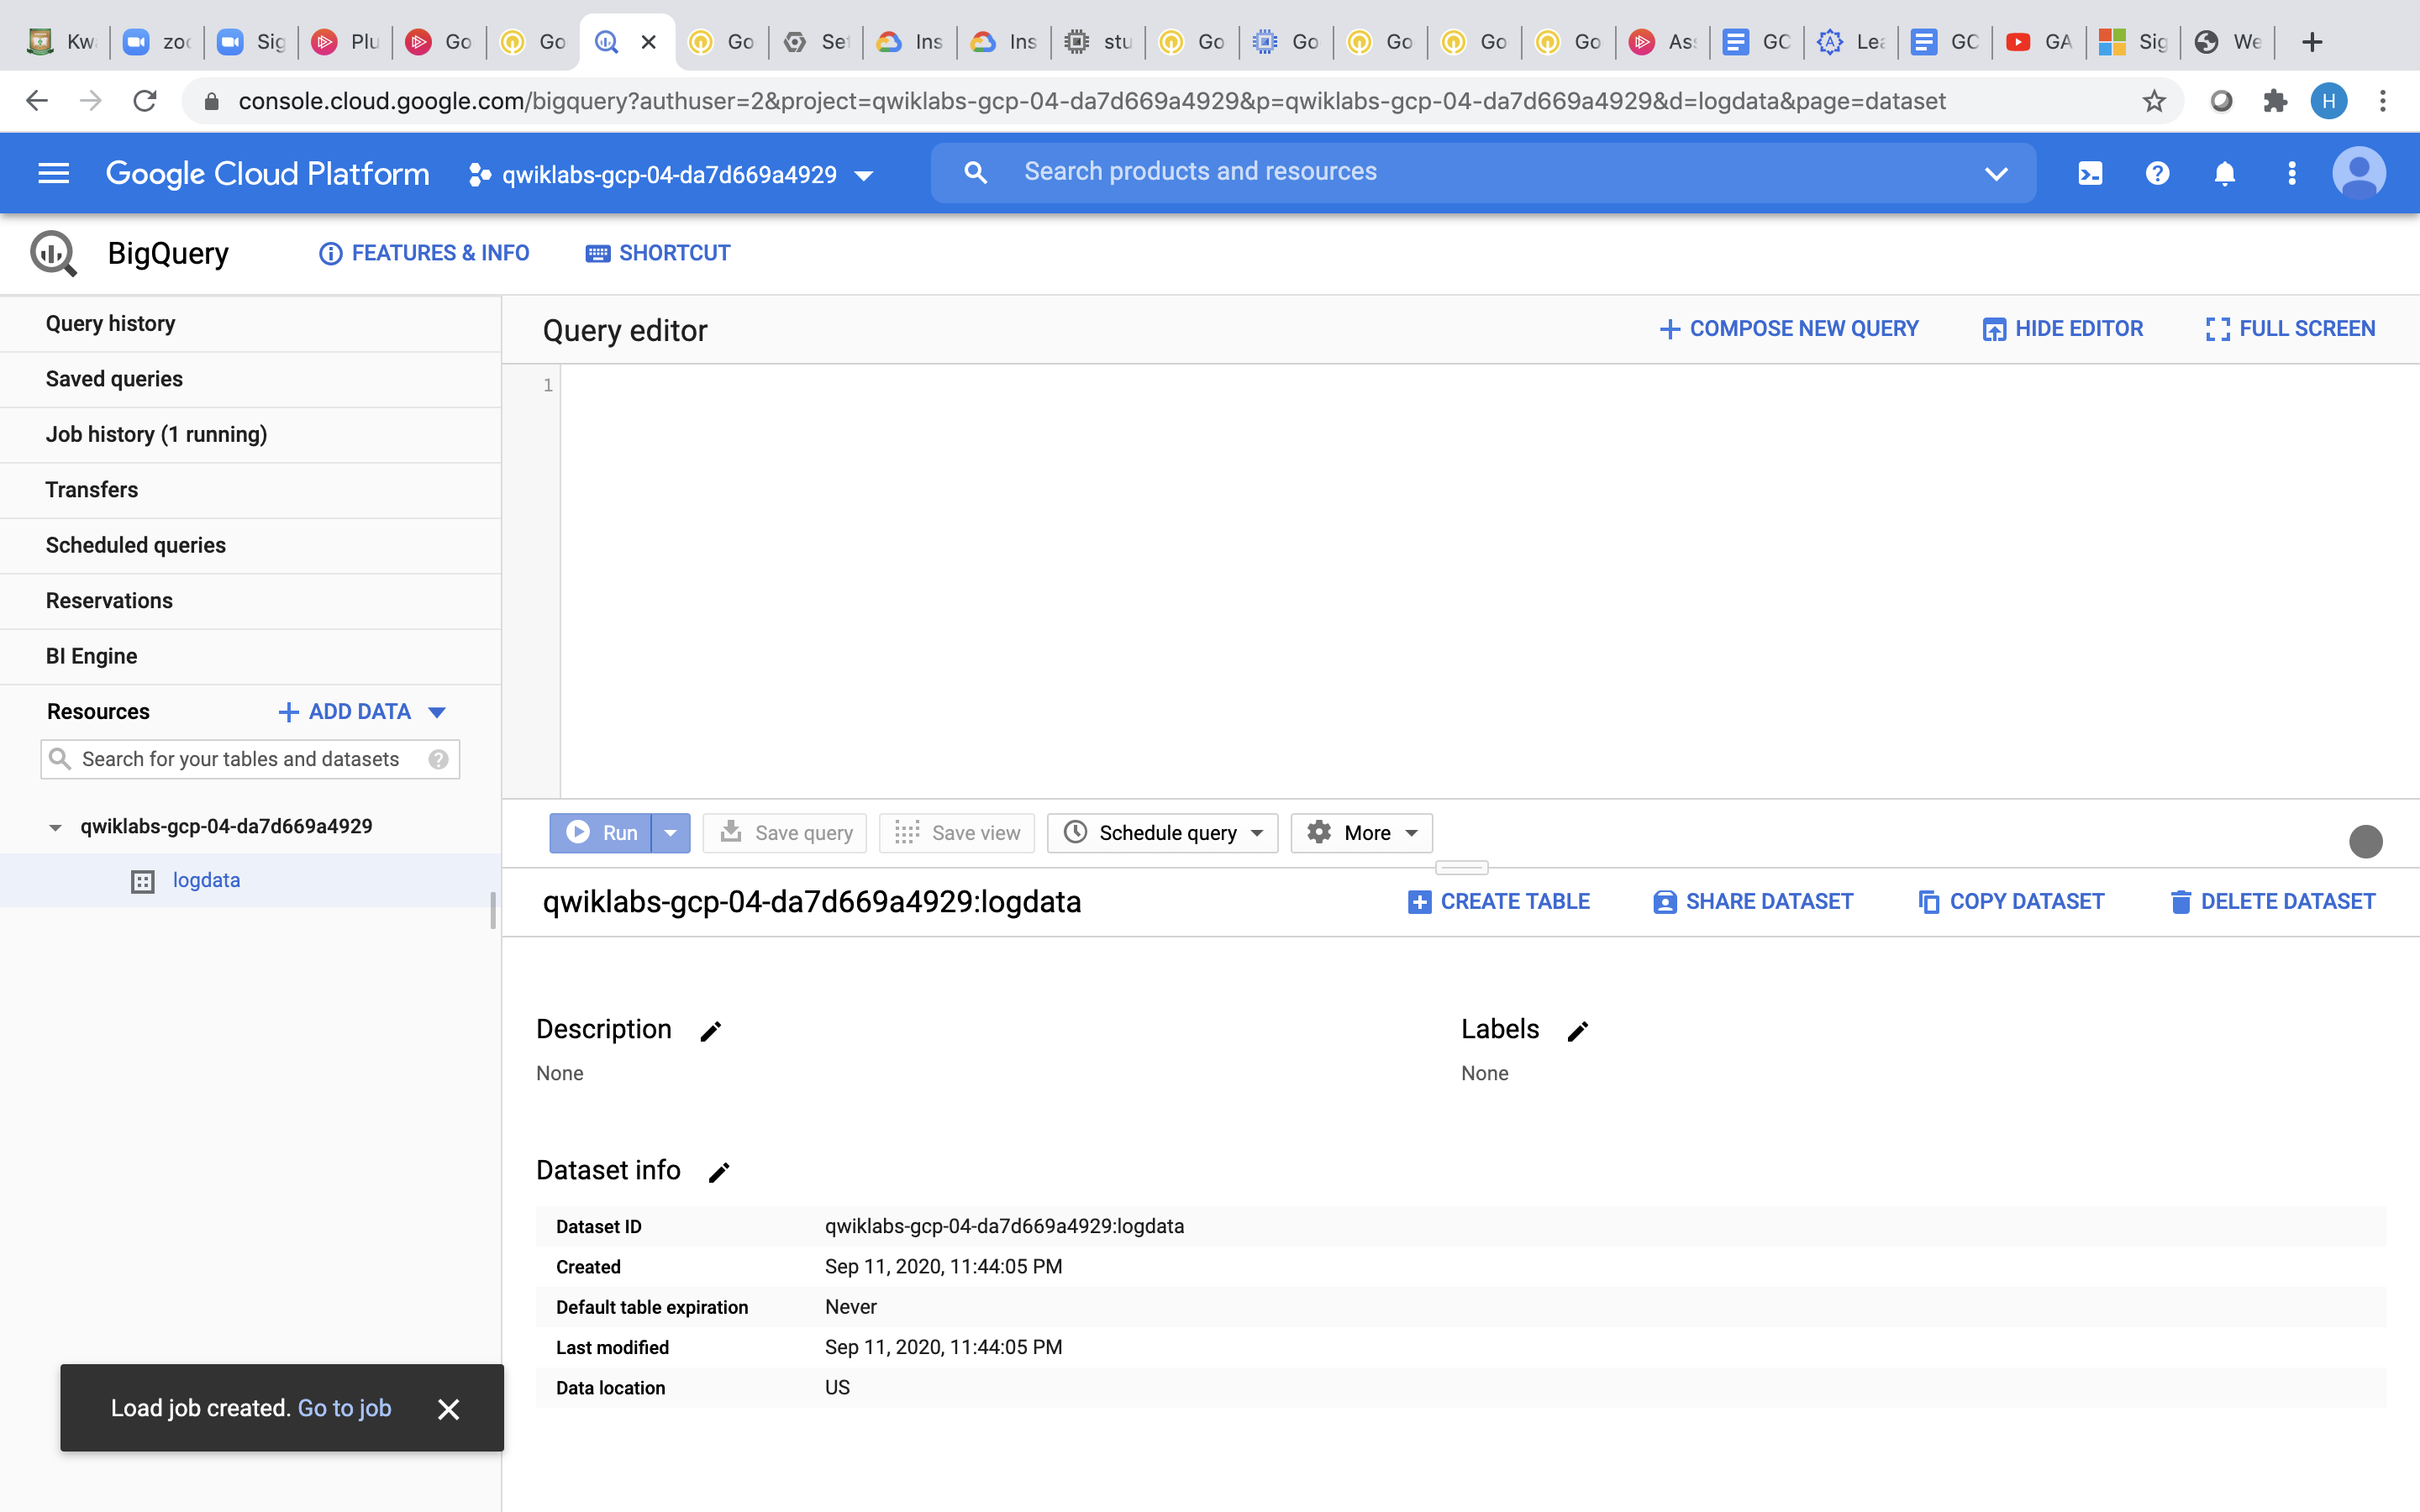 Kw
zoo
Sig
Plu
Go
Go
Go
Set
Ins
Ins
stu
Go
Go
Go
Go
Go
Ass
GC
Lea
GC
GA
Sig
We
console.cloud.google.com/bigquery?authuser=2&project=qwiklabs-gcp-04-da7d669a4929&p=qwiklabs-gcp-04-da7d669a4929&d=logdata&page=dataset
H
Google Cloud Platform
qwiklabs-gcp-04-da7d669a4929
Search products and resources
BigQuery
FEATURES & INFO
SHORTCUT
Query history
Saved queries
Job history (1 running)
Transfers
Scheduled queries
Reservations
BI Engine
Resources
ADD DATA
Search for your tables and datasets
qwiklabs-gcp-04-da7d669a4929
logdata
Query editor
COMPOSE NEW QUERY
HIDE EDITOR
FULL SCREEN
1
Run
Save query
Save view
Schedule query
More
qwiklabs-gcp-04-da7d669a4929:logdata
CREATE TABLE
SHARE DATASET
COPY DATASET
DELETE DATASET
Description
None
Labels
None
Dataset info
Dataset ID qwiklabs-gcp-04-da7d669a4929:logdata
Created Sep 11, 2020, 11:44:05 PM
Default table expiration Never
Last modified Sep 11, 2020, 11:44:05 PM
Data location US
Load job created. Go to job